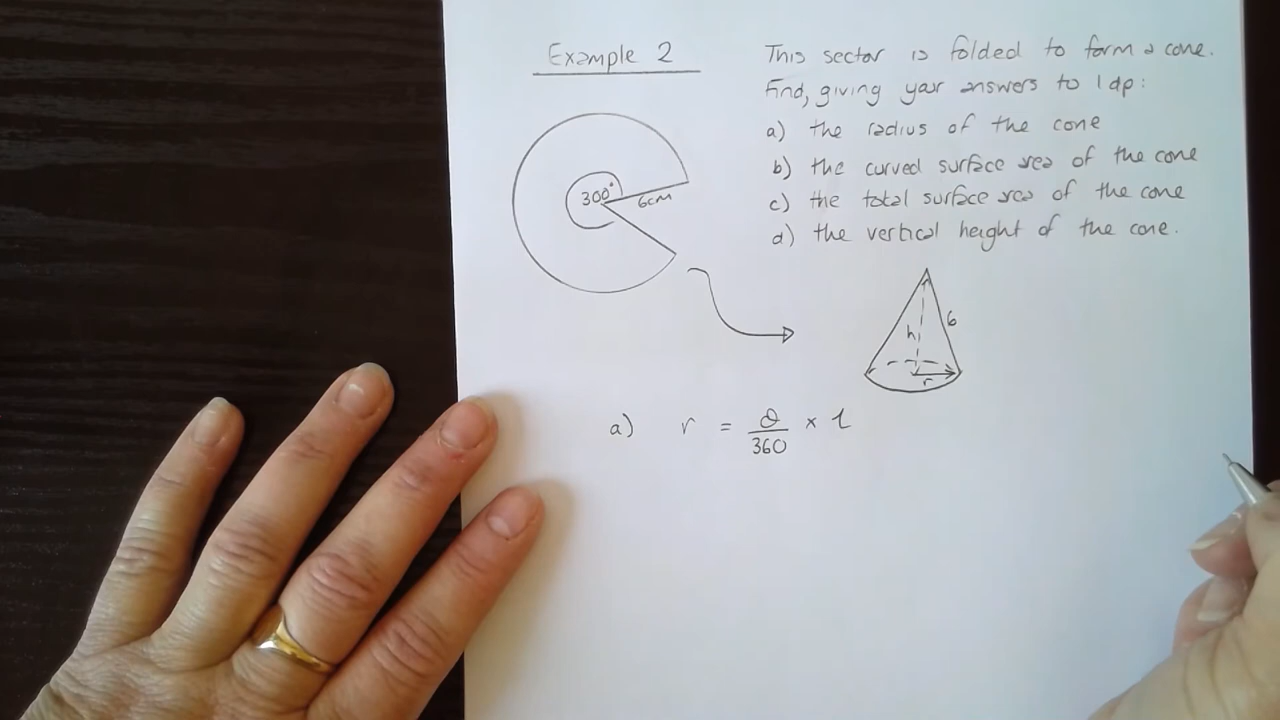 Example 2
This sector is folded to form a cone.
Find, giving your answers to 1dp:
a) the radius of the cone
b) the curved surface area of the cone
c) the total surface area of the cone
d) the vertical height of the cone.
300°
6cm
h
6
r
a) r = θ/360 × l